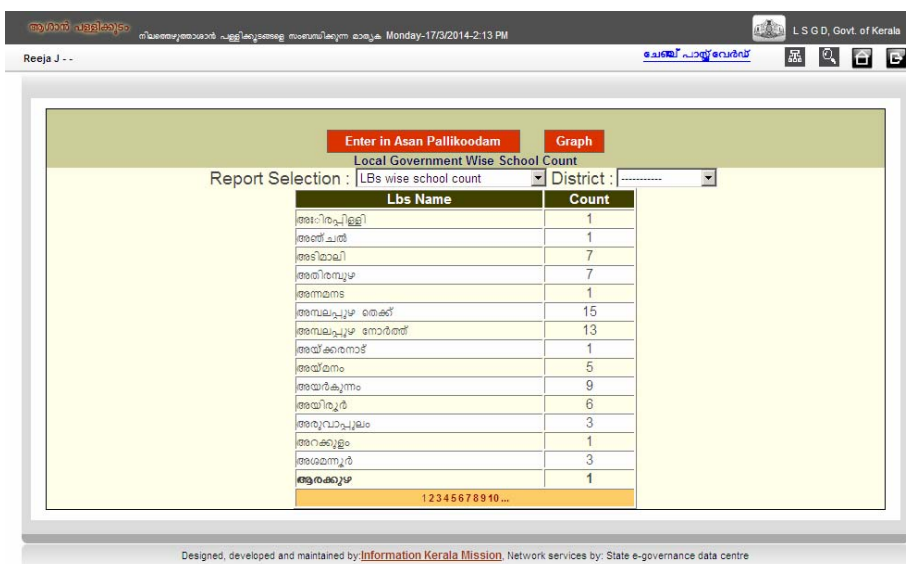 ആശാൻ പള്ളിക്കൂടം നിലത്തെഴുത്താശാൻ പള്ളിക്കൂടങ്ങളെ സംബന്ധിക്കുന്ന മാതൃക Monday-17/3/2014-2:13 PM L S G D, Govt. of Kerala
Reeja J - - ചേഞ്ച് പാസ്സ്‌വേർഡ്
Enter in Asan Pallikoodam Graph
Local Government Wise School Count
Report Selection : LBs wise school count District : -----------
Lbs Name Count
അഃിരപ്പിള്ളി 1
അഞ്ചൽ 1
അടിമാലി 7
അതിരമ്പുഴ 7
അന്നമനട 1
അമ്പലപ്പുഴ തെക്ക് 15
അമ്പലപ്പുഴ നോർത്ത് 13
അയ്ക്കരനാട് 1
അയ്മനം 5
അയർകുന്നം 9
അയിരൂർ 6
അരുവാപ്പുലം 3
അറക്കുളം 1
അശമന്നൂർ 3
ആരക്കുഴ 1
12345678910...
Designed, developed and maintained by:Information Kerala Mission, Network services by: State e-governance data centre